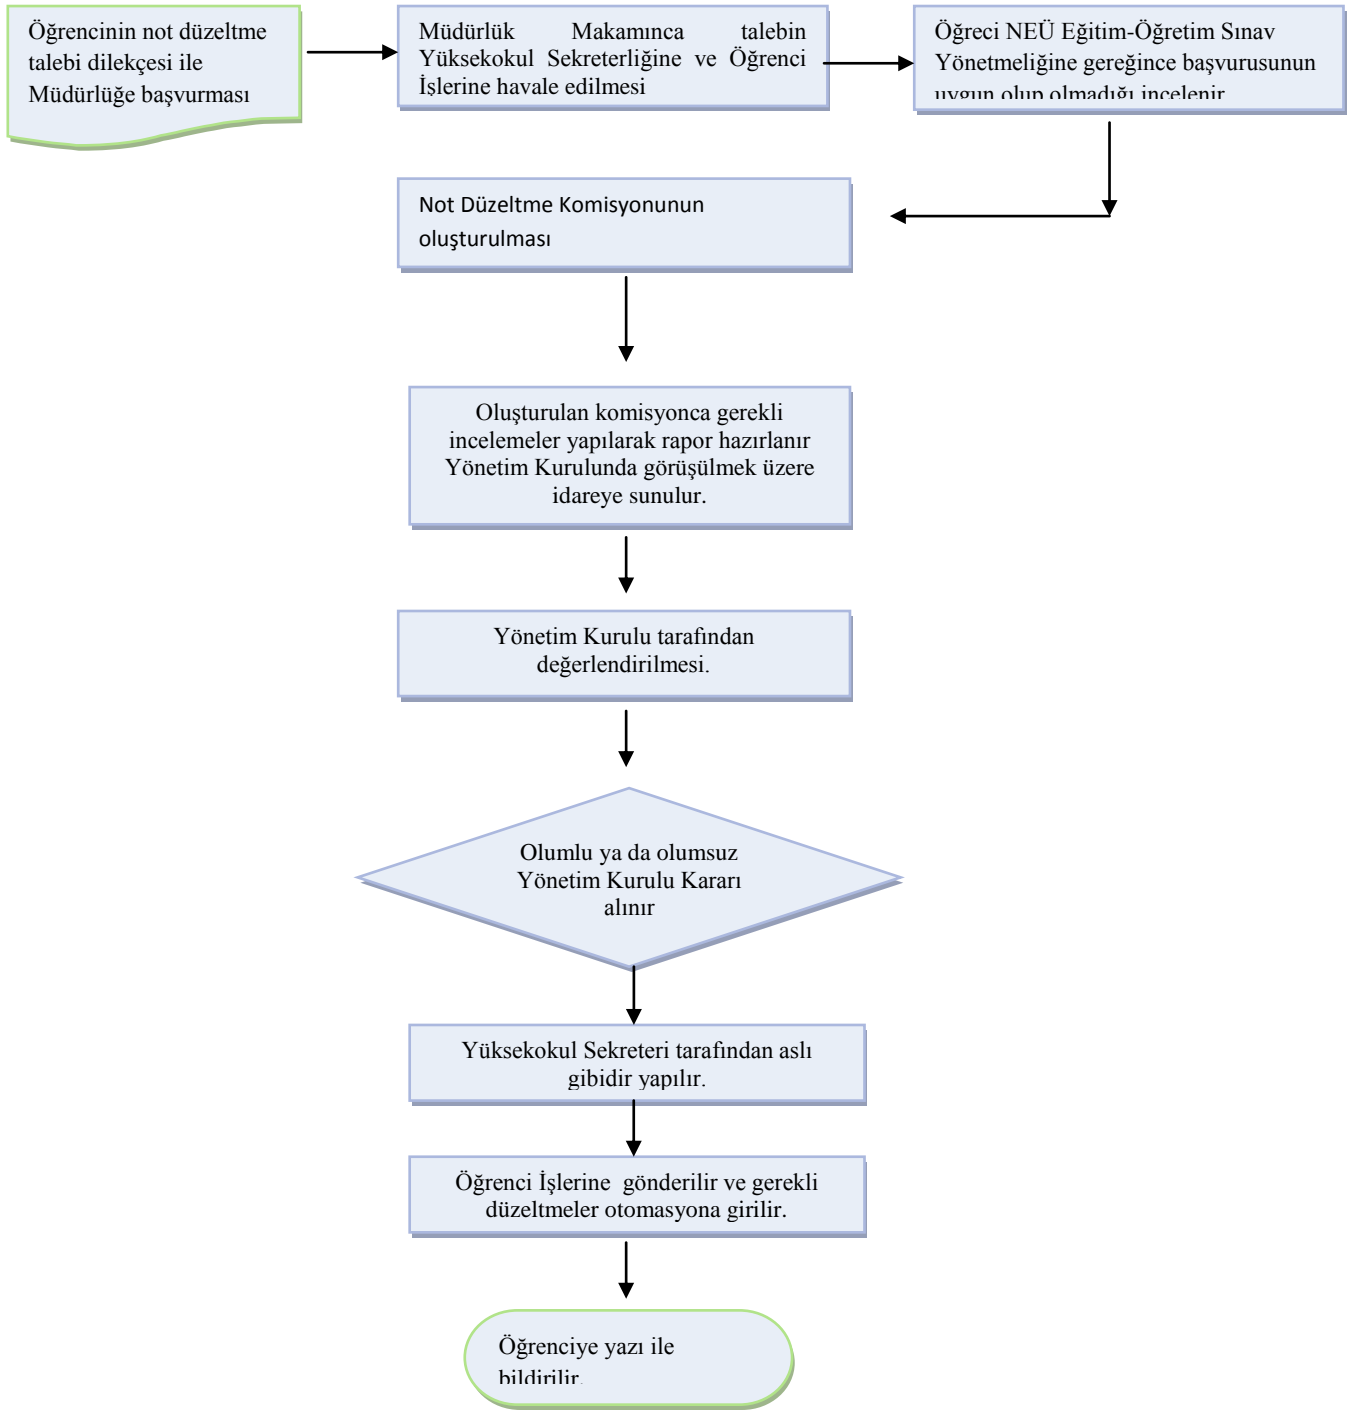 Öğrencinin not düzeltme
talebi dilekçesi ile
Müdürlüğe başvurması
Müdürlük Makamınca talebin
Yüksekokul Sekreterliğine ve Öğrenci
İşlerine havale edilmesi
Öğreci NEÜ Eğitim-Öğretim Sınav
Yönetmeliğine gereğince başvurusunun
uygun olup olmadığı incelenir
Not Düzeltme Komisyonunun
oluşturulması
Oluşturulan komisyonca gerekli
incelemeler yapılarak rapor hazırlanır
Yönetim Kurulunda görüşülmek üzere
idareye sunulur.
Yönetim Kurulu tarafından
değerlendirilmesi.
Olumlu ya da olumsuz
Yönetim Kurulu Kararı
alınır
Yüksekokul Sekreteri tarafından aslı
gibidir yapılır.
Öğrenci İşlerine gönderilir ve gerekli
düzeltmeler otomasyona girilir.
Öğrenciye yazı ile
bildirilir.